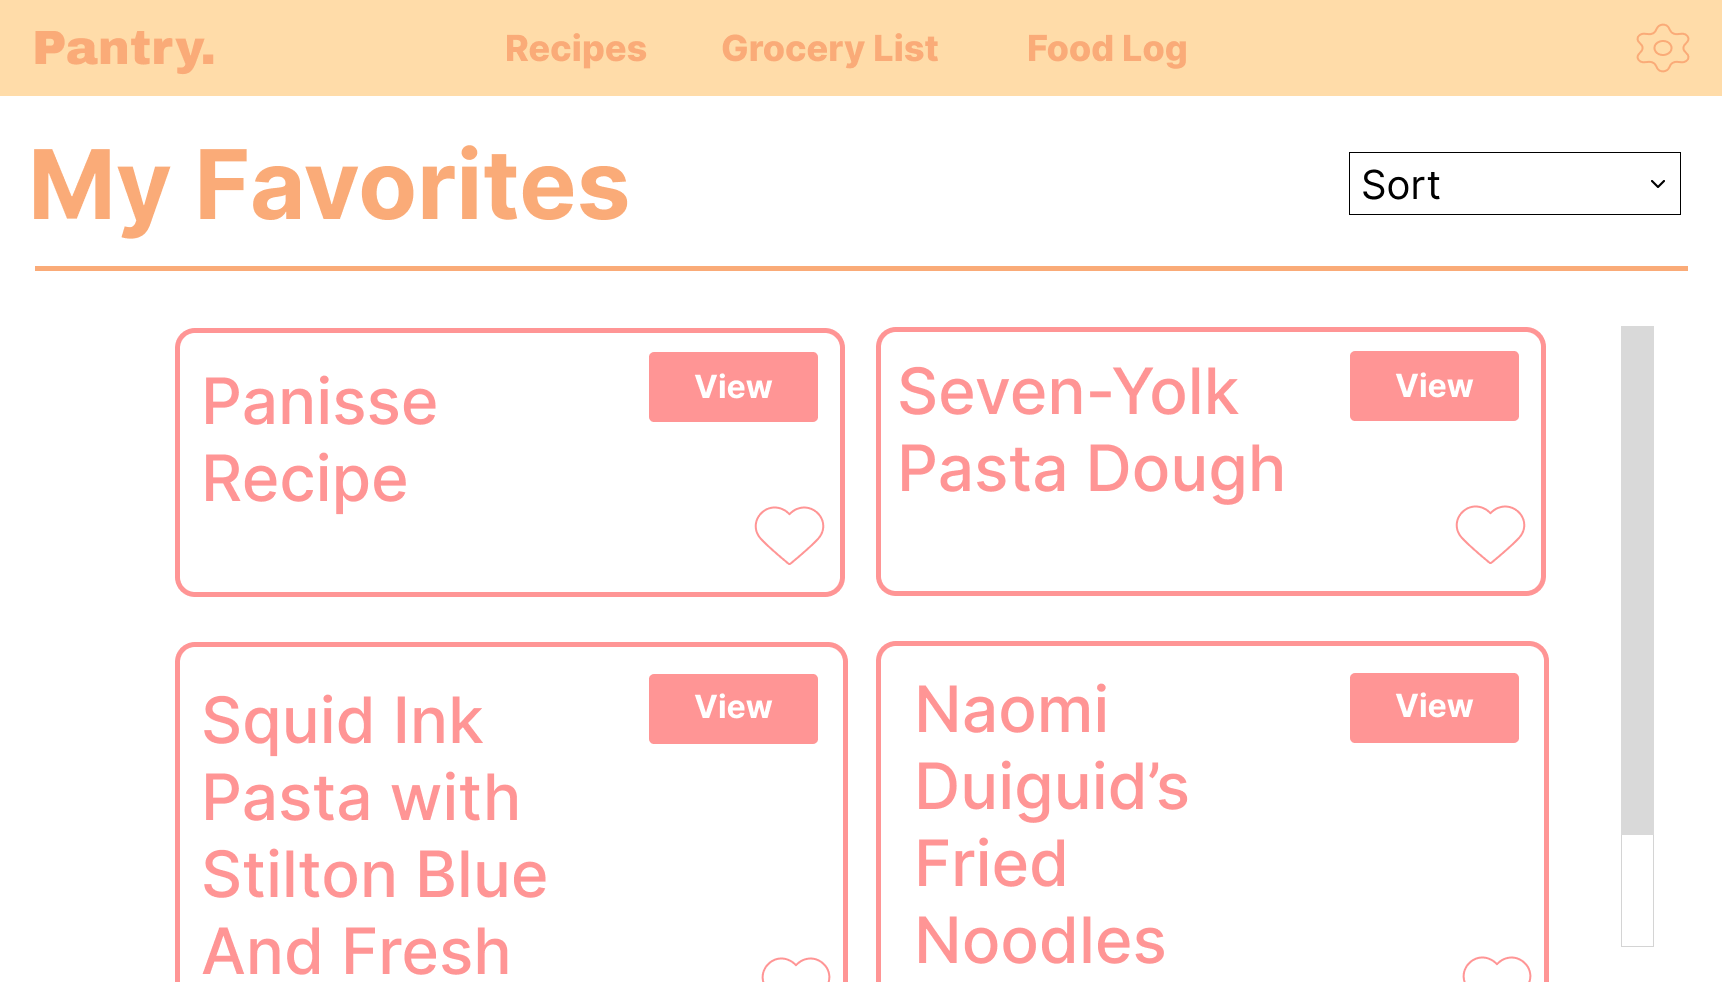 Pantry.
Recipes
Grocery List
Food Log
My Favorites
Sort
Panisse
Recipe
View
Seven-Yolk
Pasta Dough
View
Squid Ink
Pasta with
Stilton Blue
And Fresh
View
Naomi
Duiguid’s
Fried
Noodles
View